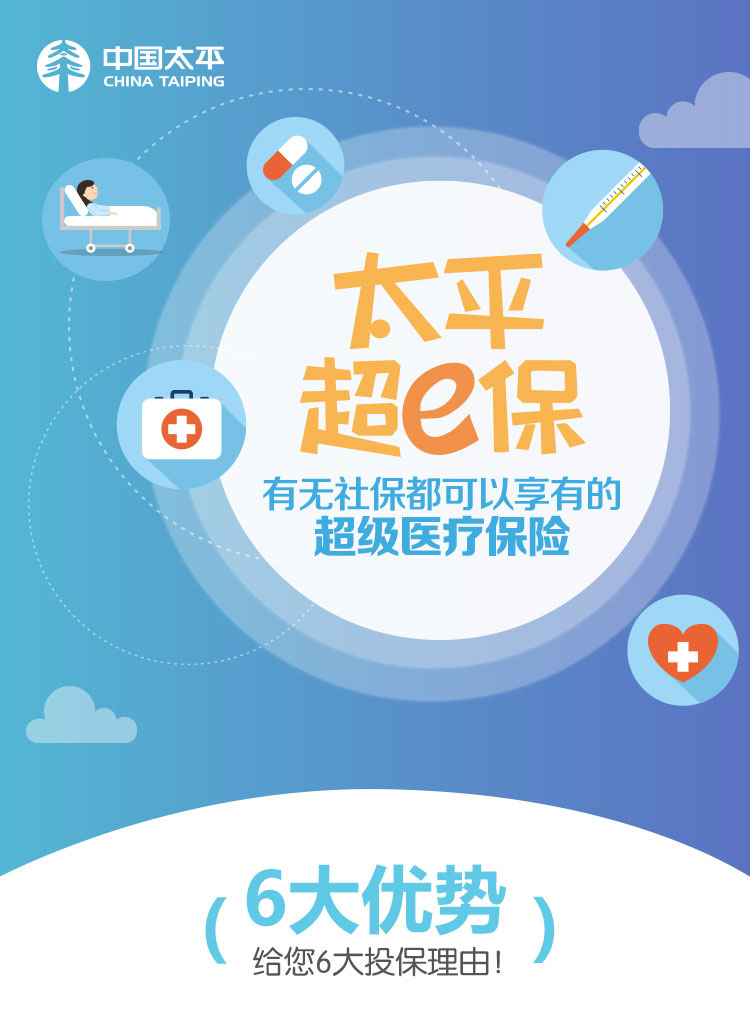 中国太平
CHINA TAIPING
太平
超e保
有无社保都可以享有的
超级医疗保险
(6大优势
给您6大投保理由!)